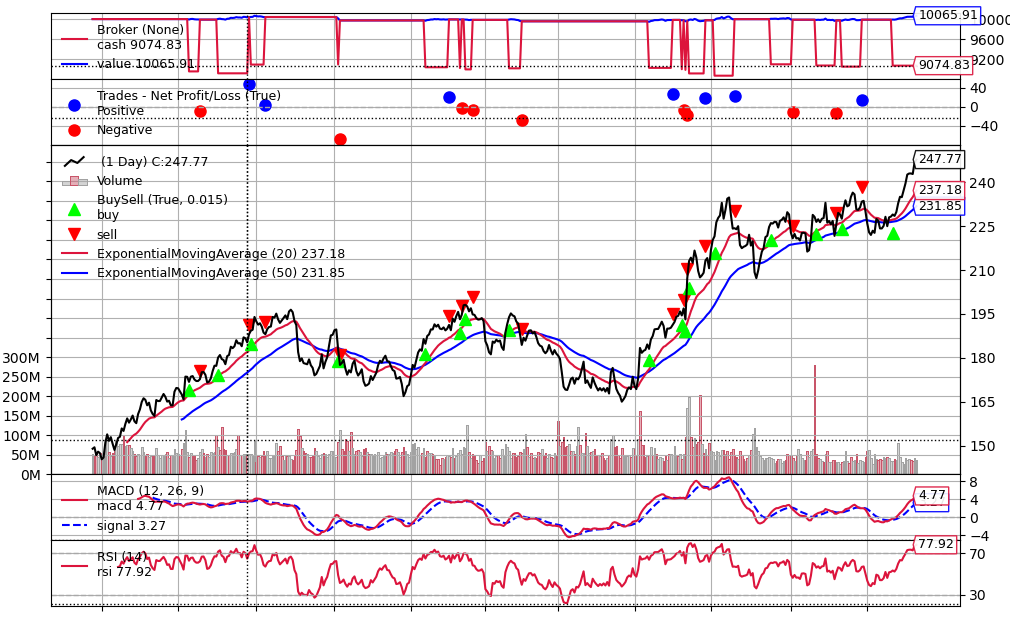 Broker (None)
cash 9074.83
value 10065.91
10065.91
9600
9200
9074.83
Trades - Net Profit/Loss (True)
Positive
Negative
40
0
−40
(1 Day) C:247.77
Volume
BuySell (True, 0.015)
buy
sell
ExponentialMovingAverage (20) 237.18
ExponentialMovingAverage (50) 231.85
247.77
240
237.18
231.85
225
210
195
180
165
150
300M
250M
200M
150M
100M
50M
0M
MACD (12, 26, 9)
macd 4.77
signal 3.27
8
4.77
4
0
−4
RSI (14)
rsi 77.92
77.92
70
30